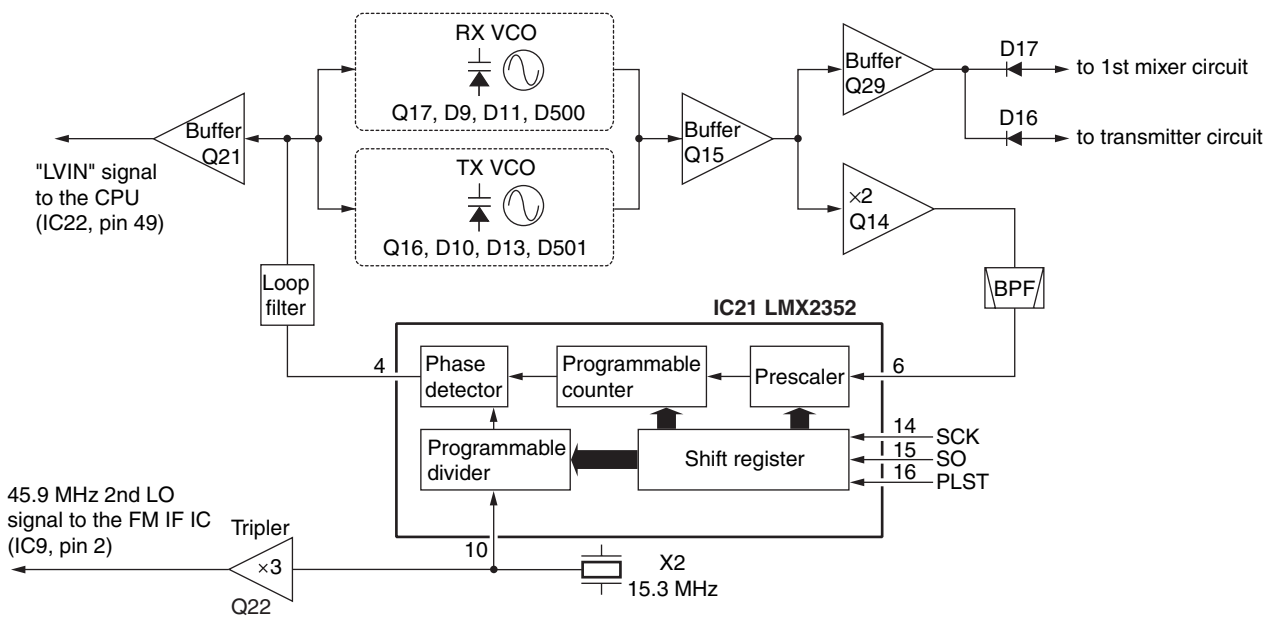 RX VCO
Q17, D9, D11, D500
TX VCO
Q16, D10, D13, D501
Buffer
Q21
"LVIN" signal
to the CPU
(IC22, pin 49)
Buffer
Q15
Buffer
Q29
D17
to 1st mixer circuit
D16
to transmitter circuit
×2
Q14
BPF
Loop
filter
IC21 LMX2352
4
Phase
detector
Programmable
counter
Prescaler
6
Programmable
divider
Shift register
14
SCK
15
SO
16
PLST
10
45.9 MHz 2nd LO
signal to the FM IF IC
(IC9, pin 2)
Tripler
×3
Q22
X2
15.3 MHz